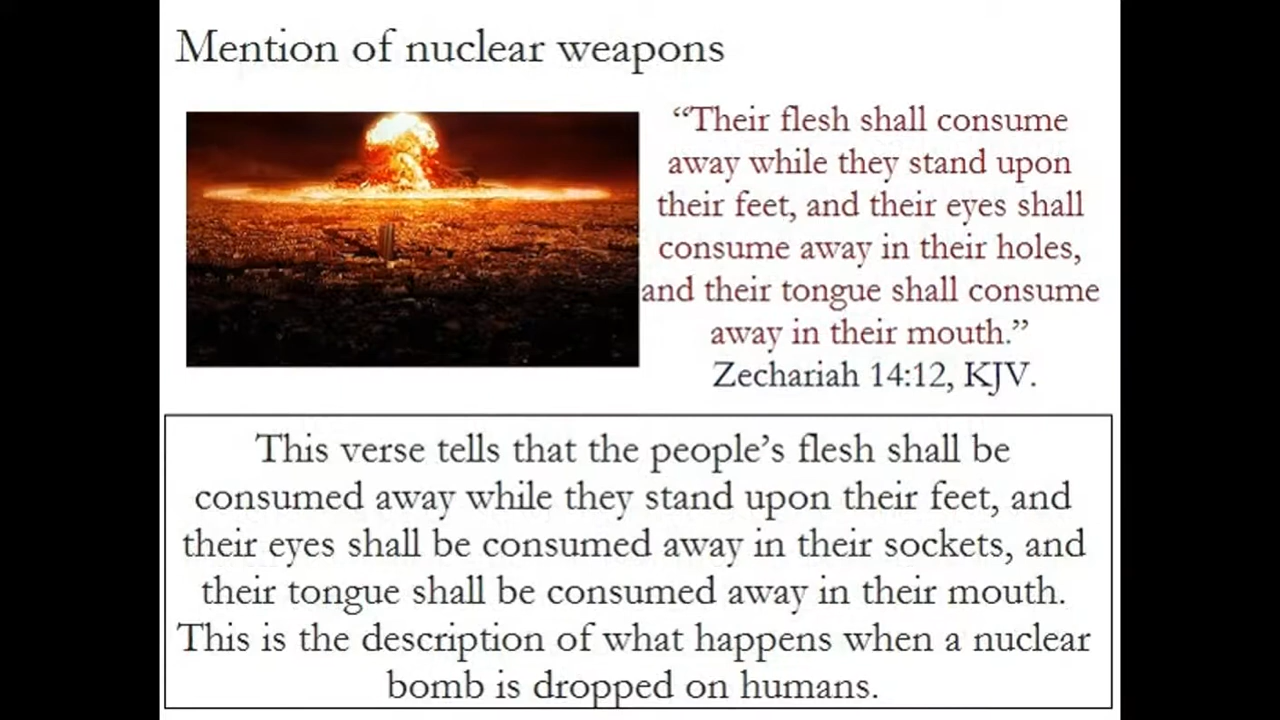 Mention of nuclear weapons
“Their flesh shall consume
away while they stand upon
their feet, and their eyes shall
consume away in their holes,
and their tongue shall consume
away in their mouth.”
Zechariah 14:12, KJV.
This verse tells that the people’s flesh shall be
consumed away while they stand upon their feet, and
their eyes shall be consumed away in their sockets, and
their tongue shall be consumed away in their mouth.
This is the description of what happens when a nuclear
bomb is dropped on humans.